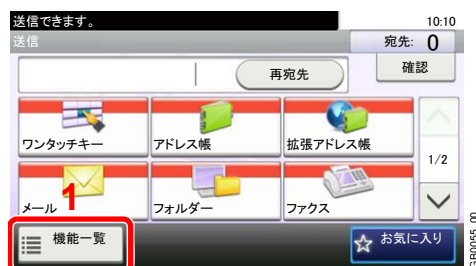 送信できます。 10:10
送信 宛先: 0
再宛先 確認
ワンタッチキー アドレス帳 拡張アドレス帳
1/2
メール フォルダー ファクス
1
機能一覧 お気に入り